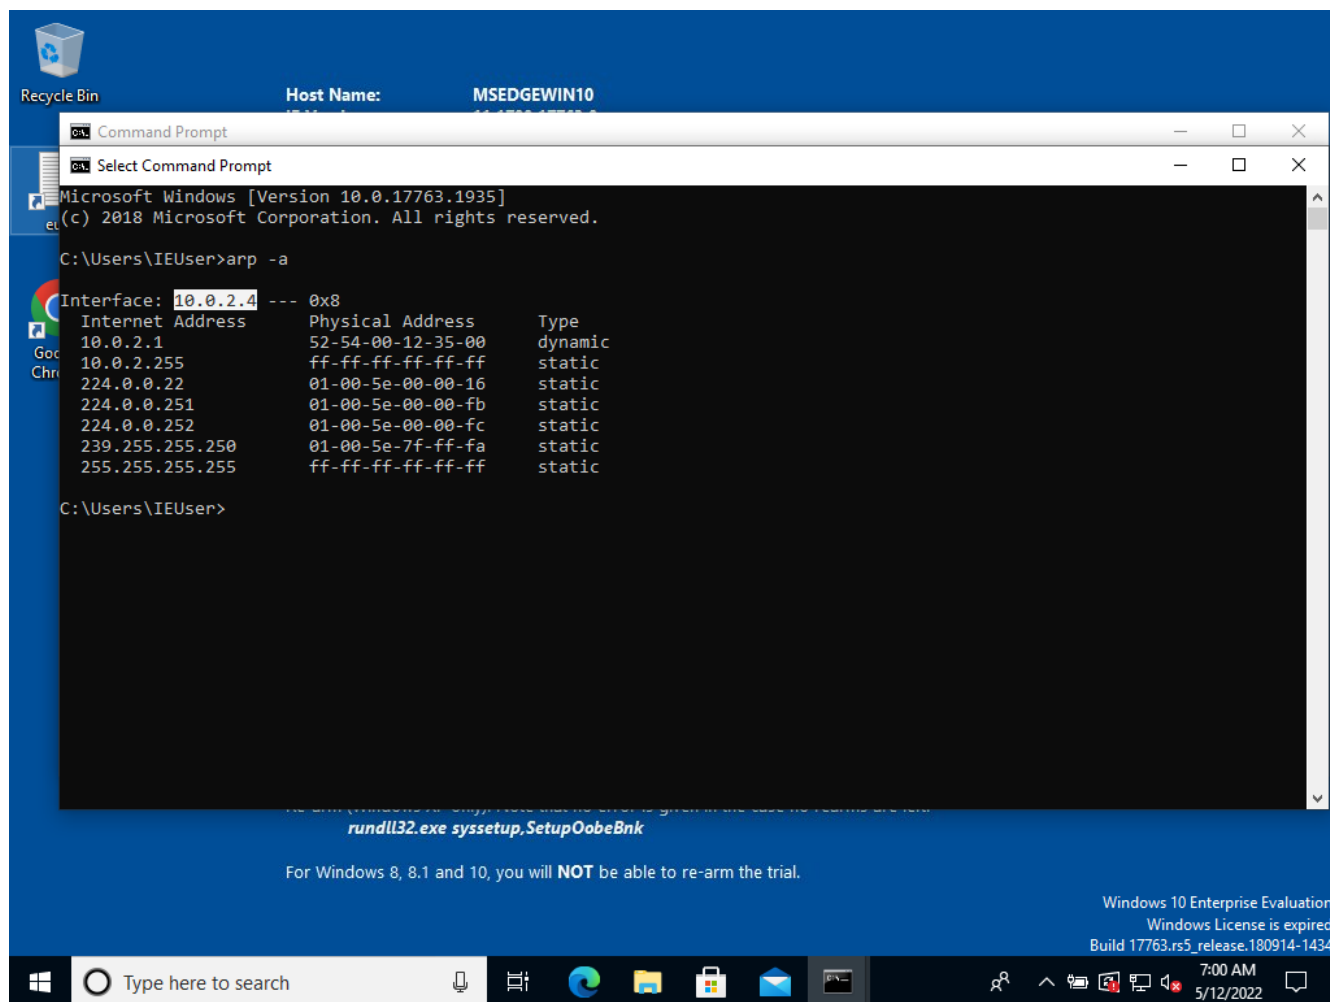 Recycle Bin
Host Name: MSEDGEWIN10
Command Prompt
Select Command Prompt
Microsoft Windows [Version 10.0.17763.1935]
(c) 2018 Microsoft Corporation. All rights reserved.
C:\Users\IEUser>arp -a
Interface: 10.0.2.4 --- 0x8
Internet Address Physical Address Type
10.0.2.1 52-54-00-12-35-00 dynamic
10.0.2.255 ff-ff-ff-ff-ff-ff static
224.0.0.22 01-00-5e-00-00-16 static
224.0.0.251 01-00-5e-00-00-fb static
224.0.0.252 01-00-5e-00-00-fc static
239.255.255.250 01-00-5e-7f-ff-fa static
255.255.255.255 ff-ff-ff-ff-ff-ff static
C:\Users\IEUser>
rundll32.exe syssetup,SetupOobeBnk
For Windows 8, 8.1 and 10, you will NOT be able to re-arm the trial.
Windows 10 Enterprise Evaluation
Windows License is expired
Build 17763.rs5_release.180914-1434
Type here to search
7:00 AM
5/12/2022